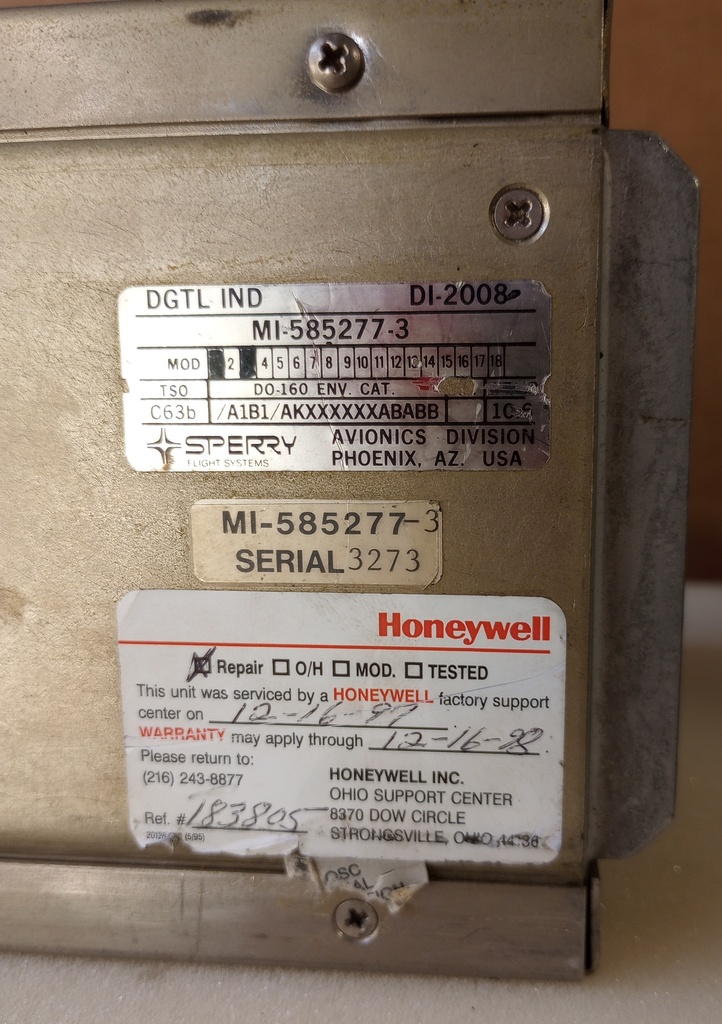 DGTL IND DI-2008
MI-585277-3
MOD 2 4 5 6 7 8 9 10 11 12 13 14 15 16 17 18
TSO DO-160 ENV. CAT.
C63b /A1B1/AKXXXXXXABABB
SPERRY AVIONICS DIVISION
FLIGHT SYSTEMS PHOENIX, AZ. USA
MI-585277-3
SERIAL 3273
Honeywell
Repair O/H MOD. TESTED
This unit was serviced by a HONEYWELL factory support
center on 12-16-97
WARRANTY may apply through 12-16-98.
Please return to:
(216) 243-8877
HONEYWELL INC.
OHIO SUPPORT CENTER
8370 DOW CIRCLE
STRONGSVILLE, OHIO
Ref. # 183805
(5/95)